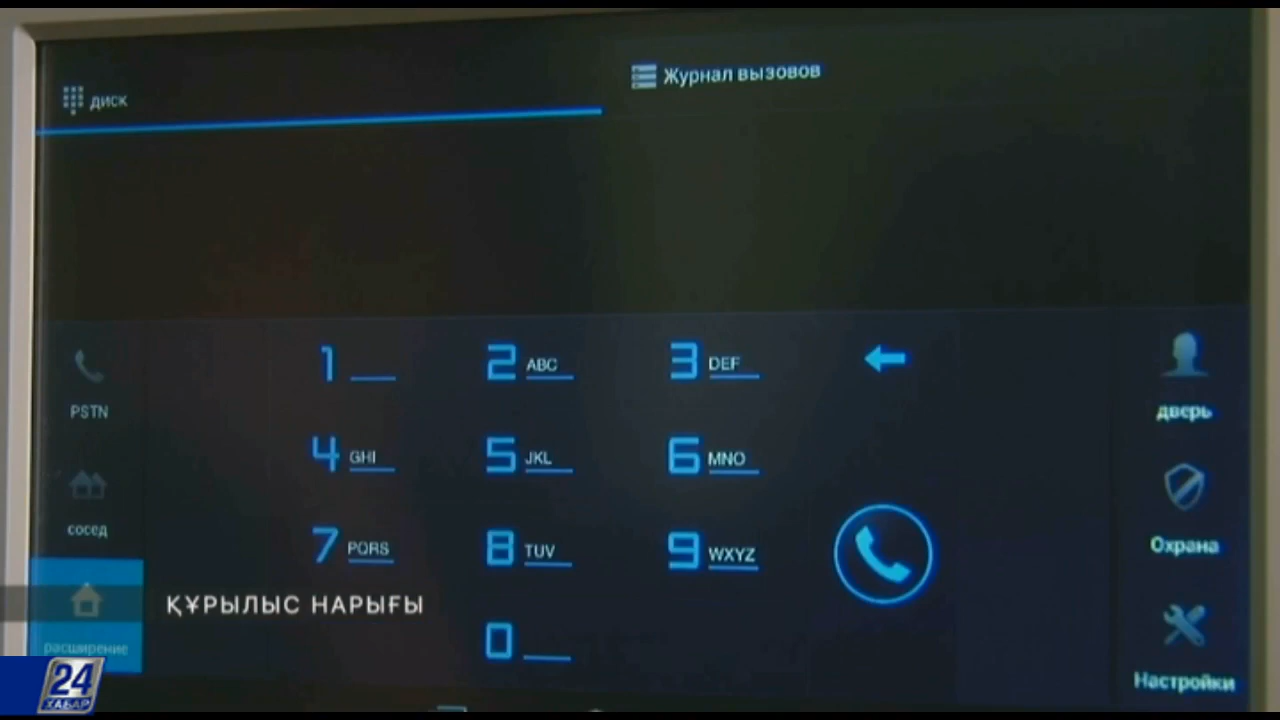 диск
Журнал вызовов
1
2 ABC
3 DEF
PSTN
дверь
4 GHI
5 JKL
6 MNO
сосед
Охрана
7 PQRS
8 TUV
9 WXYZ
ҚҰРЫЛЫС НАРЫҒЫ
0
расширение
Настройки
24
ХАБАР